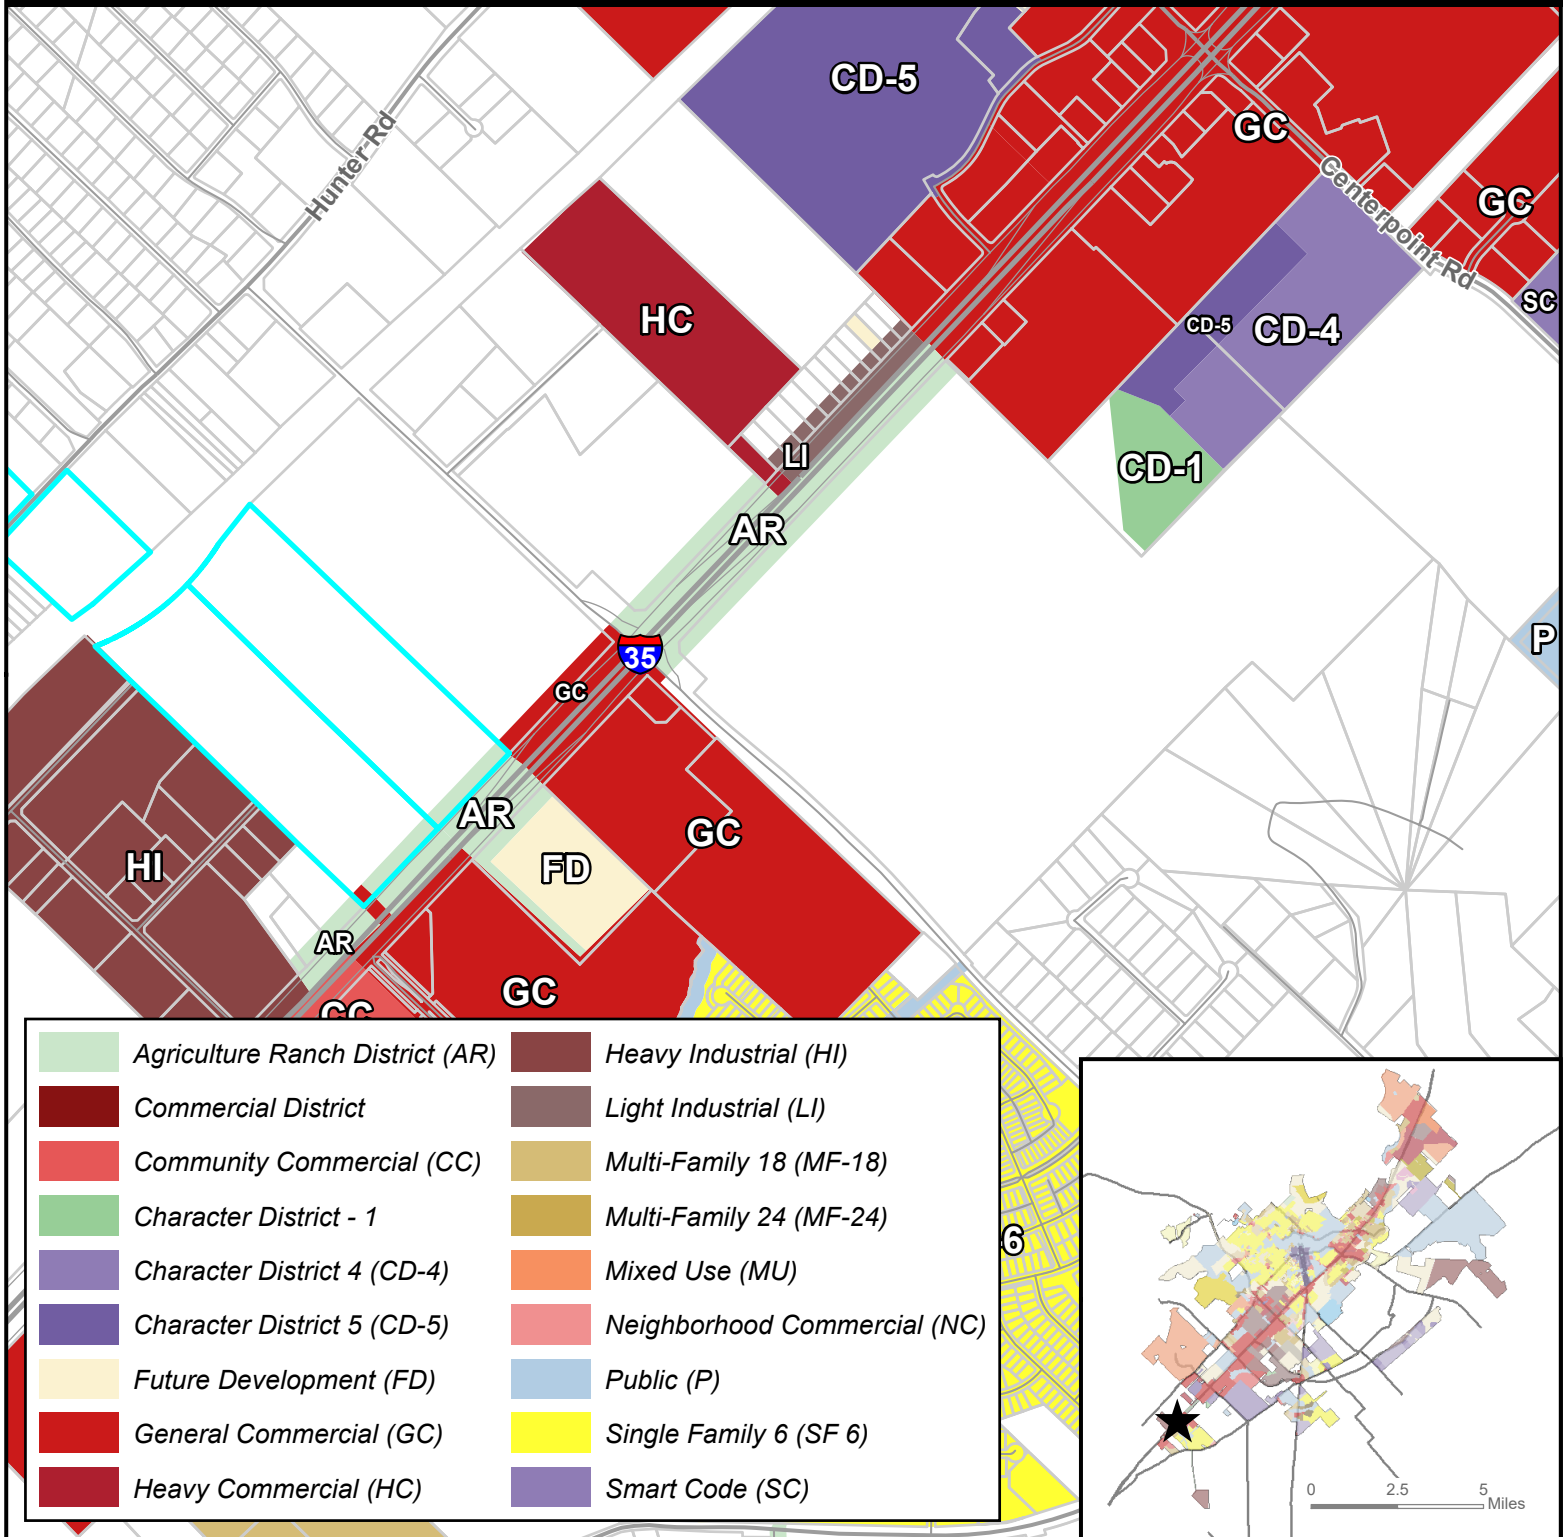 CD-5
GC
Hunter Rd
Centerpoint Rd
GC
SC
HC
CD-5
CD-4
LI
CD-1
AR
P
35
GC
AR
GC
HI
FD
AR
GC
CC
6
Agriculture Ranch District (AR)
Commercial District
Community Commercial (CC)
Character District - 1
Character District 4 (CD-4)
Character District 5 (CD-5)
Future Development (FD)
General Commercial (GC)
Heavy Commercial (HC)
Heavy Industrial (HI)
Light Industrial (LI)
Multi-Family 18 (MF-18)
Multi-Family 24 (MF-24)
Mixed Use (MU)
Neighborhood Commercial (NC)
Public (P)
Single Family 6 (SF 6)
Smart Code (SC)
0 2.5 5
Miles